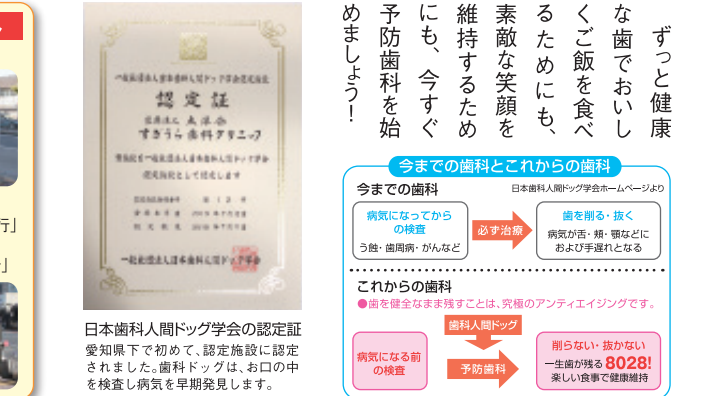 ずっと健康
な歯でおいし
くご飯を食べ
るためにも、
素敵な笑顔を
維持するため
にも、今すぐ
予防歯科を始
めましょう！
認定証
すぎうら歯科クリニック
日本歯科人間ドッグ学会の認定証
愛知県下で初めて、認定施設に認定
されました。歯科ドッグは、お口の中
を検査し病気を早期発見します。
今までの歯科とこれからの歯科
今までの歯科
日本歯科人間ドッグ学会ホームページより
病気になってから
の検査
う蝕・歯周病・がんなど
必ず治療
歯を削る・抜く
病気が舌・頬・顎などに
および手遅れとなる
これからの歯科
●歯を健全なまま残すことは、究極のアンティエイジングです。
歯科人間ドッグ
病気になる前
の検査
予防歯科
削らない・抜かない
一生歯が残る8028!
楽しい食事で健康維持
行」
」